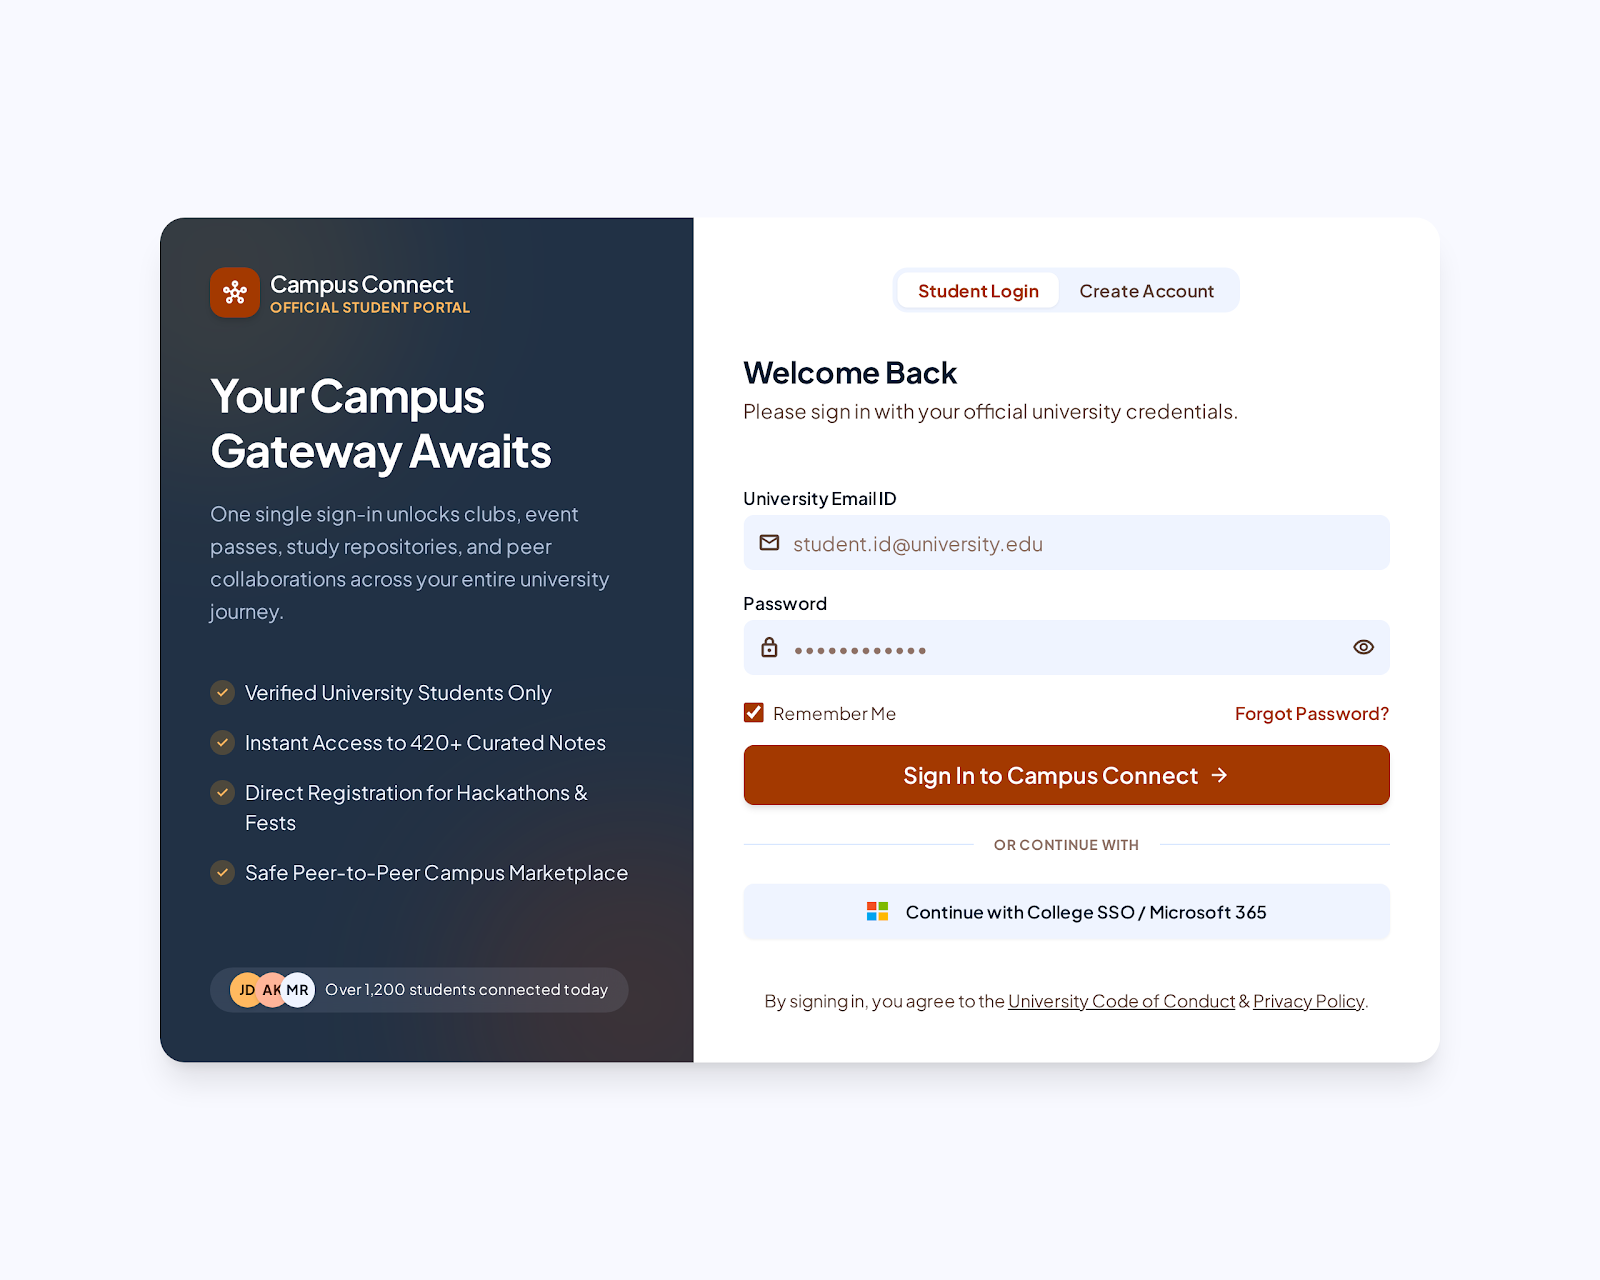 Campus Connect
OFFICIAL STUDENT PORTAL
Your Campus
Gateway Awaits
One single sign-in unlocks clubs, event
passes, study repositories, and peer
collaborations across your entire university
journey.
Verified University Students Only
Instant Access to 420+ Curated Notes
Direct Registration for Hackathons &
Fests
Safe Peer-to-Peer Campus Marketplace
JD AK MR Over 1,200 students connected today
Student Login Create Account
Welcome Back
Please sign in with your official university credentials.
University Email ID
student.id@university.edu
Password
••••••••••••
Remember Me Forgot Password?
Sign In to Campus Connect →
OR CONTINUE WITH
Continue with College SSO / Microsoft 365
By signing in, you agree to the University Code of Conduct & Privacy Policy.